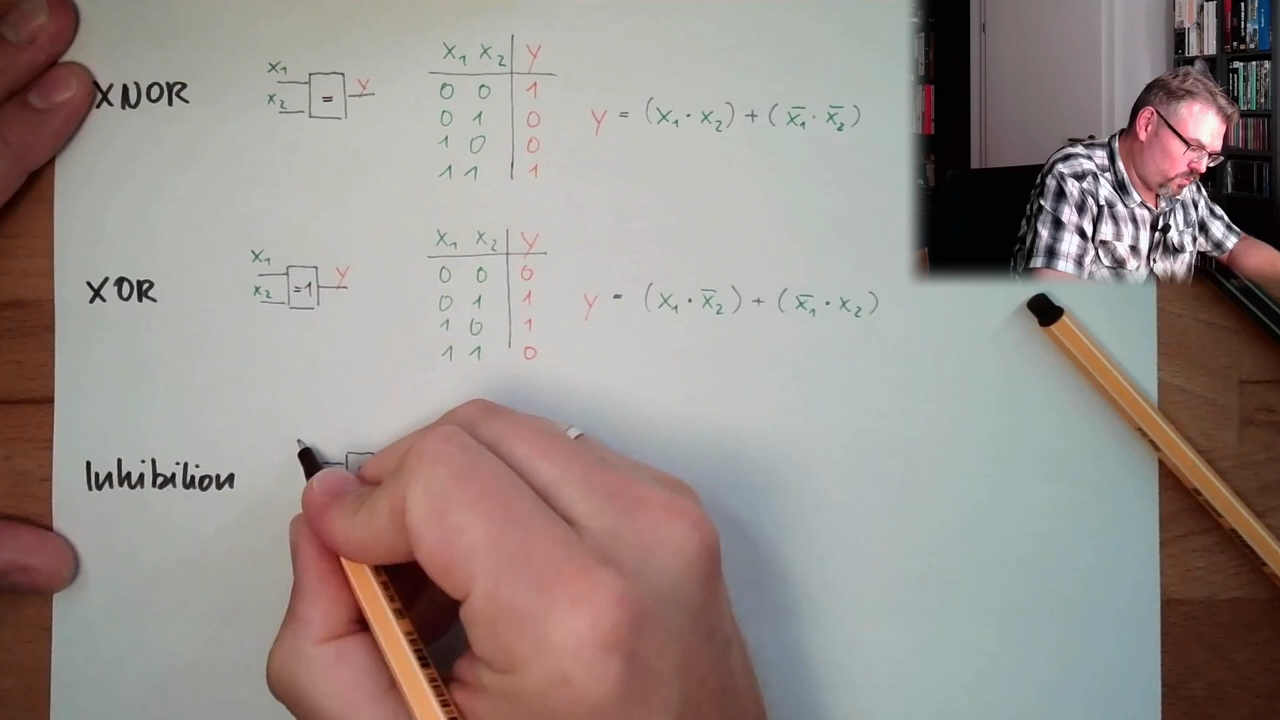 XNOR
x₁
x₂
=
y
x₁ x₂ y
0 0 1
0 1 0
1 0 0
1 1 1
y = (x₁ · x₂) + (x̄₁ · x̄₂)
XOR
x₁
x₂
=1
y
x₁ x₂ y
0 0 0
0 1 1
1 0 1
1 1 0
y = (x₁ · x̄₂) + (x̄₁ · x₂)
Inhibition